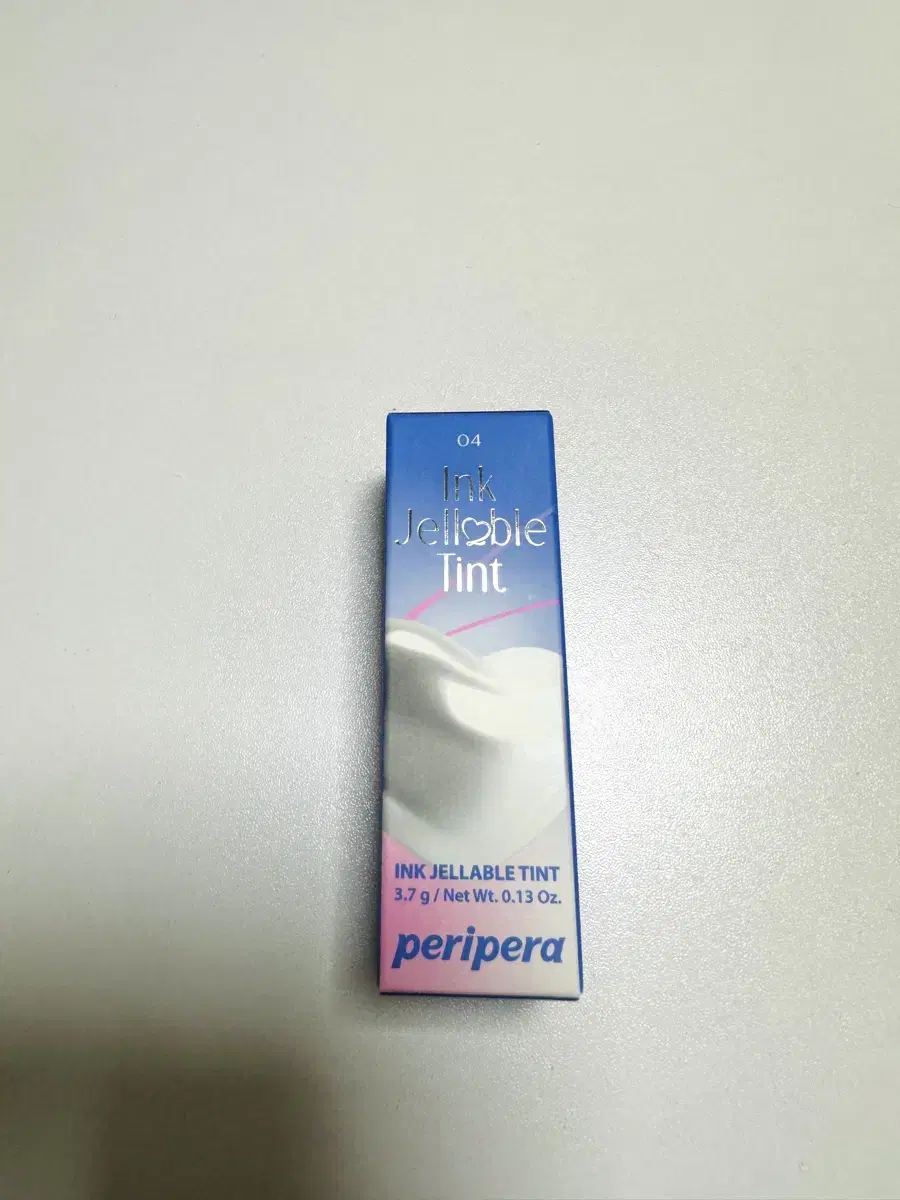 04
Ink
Jellable
Tint
INK JELLABLE TINT
3.7 g / Net Wt. 0.13 Oz.
peripera